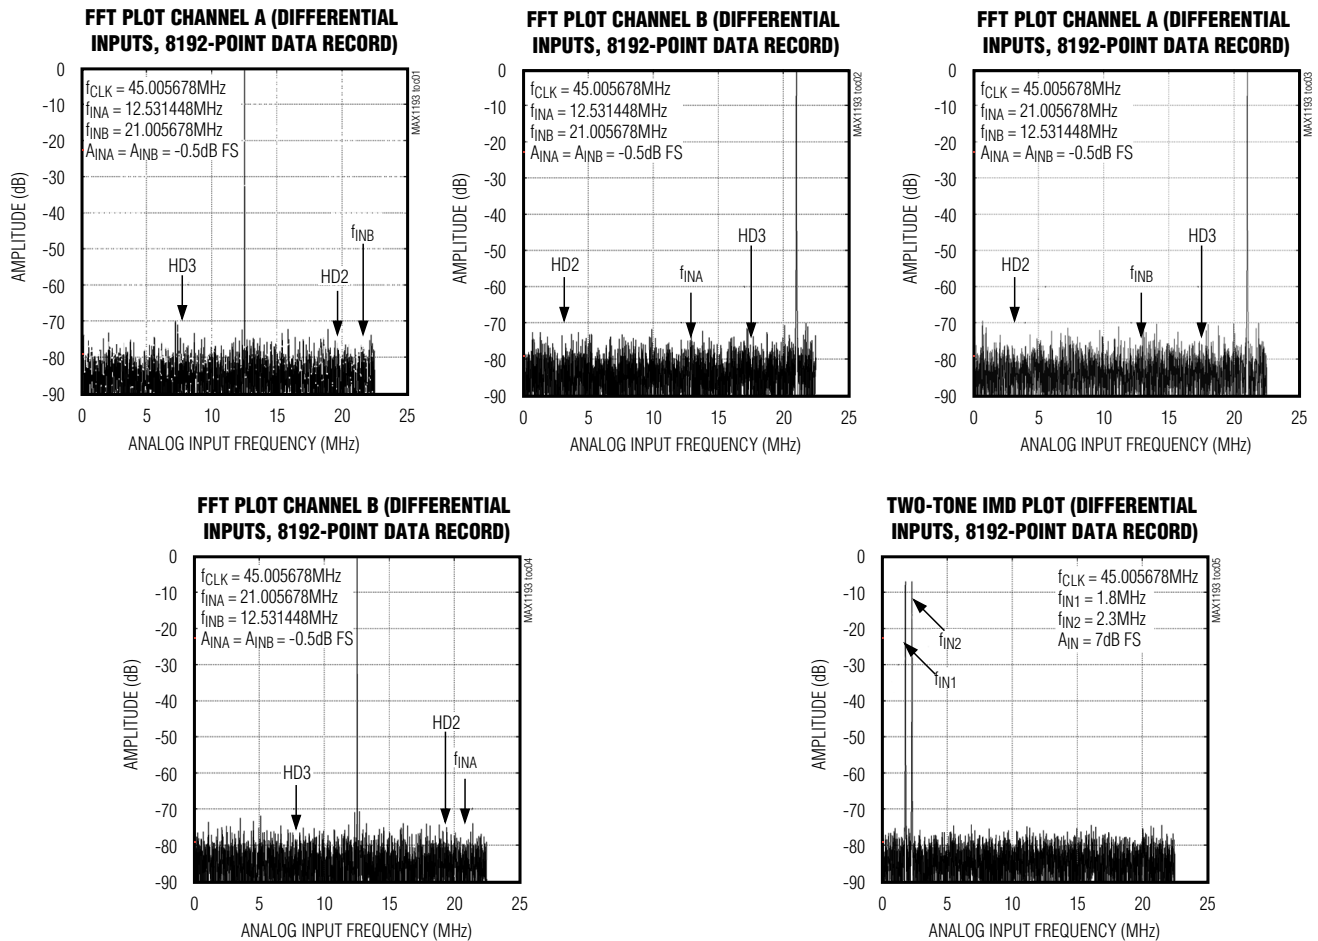 FFT PLOT CHANNEL A (DIFFERENTIAL
INPUTS, 8192-POINT DATA RECORD)
MAX1193 toc01
AMPLITUDE (dB)
0
-10
-20
-30
-40
-50
-60
-70
-80
-90
fCLK = 45.005678MHz
fINA = 12.531448MHz
fINB = 21.005678MHz
AINA = AINB = -0.5dB FS
fINB
HD3
HD2
0 5 10 15 20 25
ANALOG INPUT FREQUENCY (MHz)
FFT PLOT CHANNEL B (DIFFERENTIAL
INPUTS, 8192-POINT DATA RECORD)
MAX1193 toc02
AMPLITUDE (dB)
0
-10
-20
-30
-40
-50
-60
-70
-80
-90
fCLK = 45.005678MHz
fINA = 12.531448MHz
fINB = 21.005678MHz
AINA = AINB = -0.5dB FS
HD3
HD2
fINA
0 5 10 15 20 25
ANALOG INPUT FREQUENCY (MHz)
FFT PLOT CHANNEL A (DIFFERENTIAL
INPUTS, 8192-POINT DATA RECORD)
MAX1193 toc03
AMPLITUDE (dB)
0
-10
-20
-30
-40
-50
-60
-70
-80
-90
fCLK = 45.005678MHz
fINA = 21.005678MHz
fINB = 12.531448MHz
AINA = AINB = -0.5dB FS
HD3
HD2
fINB
0 5 10 15 20 25
ANALOG INPUT FREQUENCY (MHz)
FFT PLOT CHANNEL B (DIFFERENTIAL
INPUTS, 8192-POINT DATA RECORD)
MAX1193 toc04
AMPLITUDE (dB)
0
-10
-20
-30
-40
-50
-60
-70
-80
-90
fCLK = 45.005678MHz
fINA = 21.005678MHz
fINB = 12.531448MHz
AINA = AINB = -0.5dB FS
HD2
fINA
HD3
0 5 10 15 20 25
ANALOG INPUT FREQUENCY (MHz)
TWO-TONE IMD PLOT (DIFFERENTIAL
INPUTS, 8192-POINT DATA RECORD)
MAX1193 toc05
AMPLITUDE (dB)
0
-10
-20
-30
-40
-50
-60
-70
-80
-90
fCLK = 45.005678MHz
fIN1 = 1.8MHz
fIN2 = 2.3MHz
AIN = 7dB FS
fIN2
fIN1
0 5 10 15 20 25
ANALOG INPUT FREQUENCY (MHz)